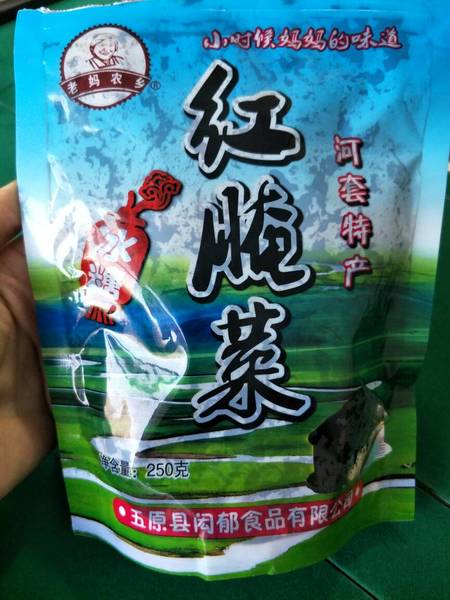 小时候妈妈的味道
老妈农乡®
红腌菜
河套特产
净含量：250克
五原县闳郁食品有限公司